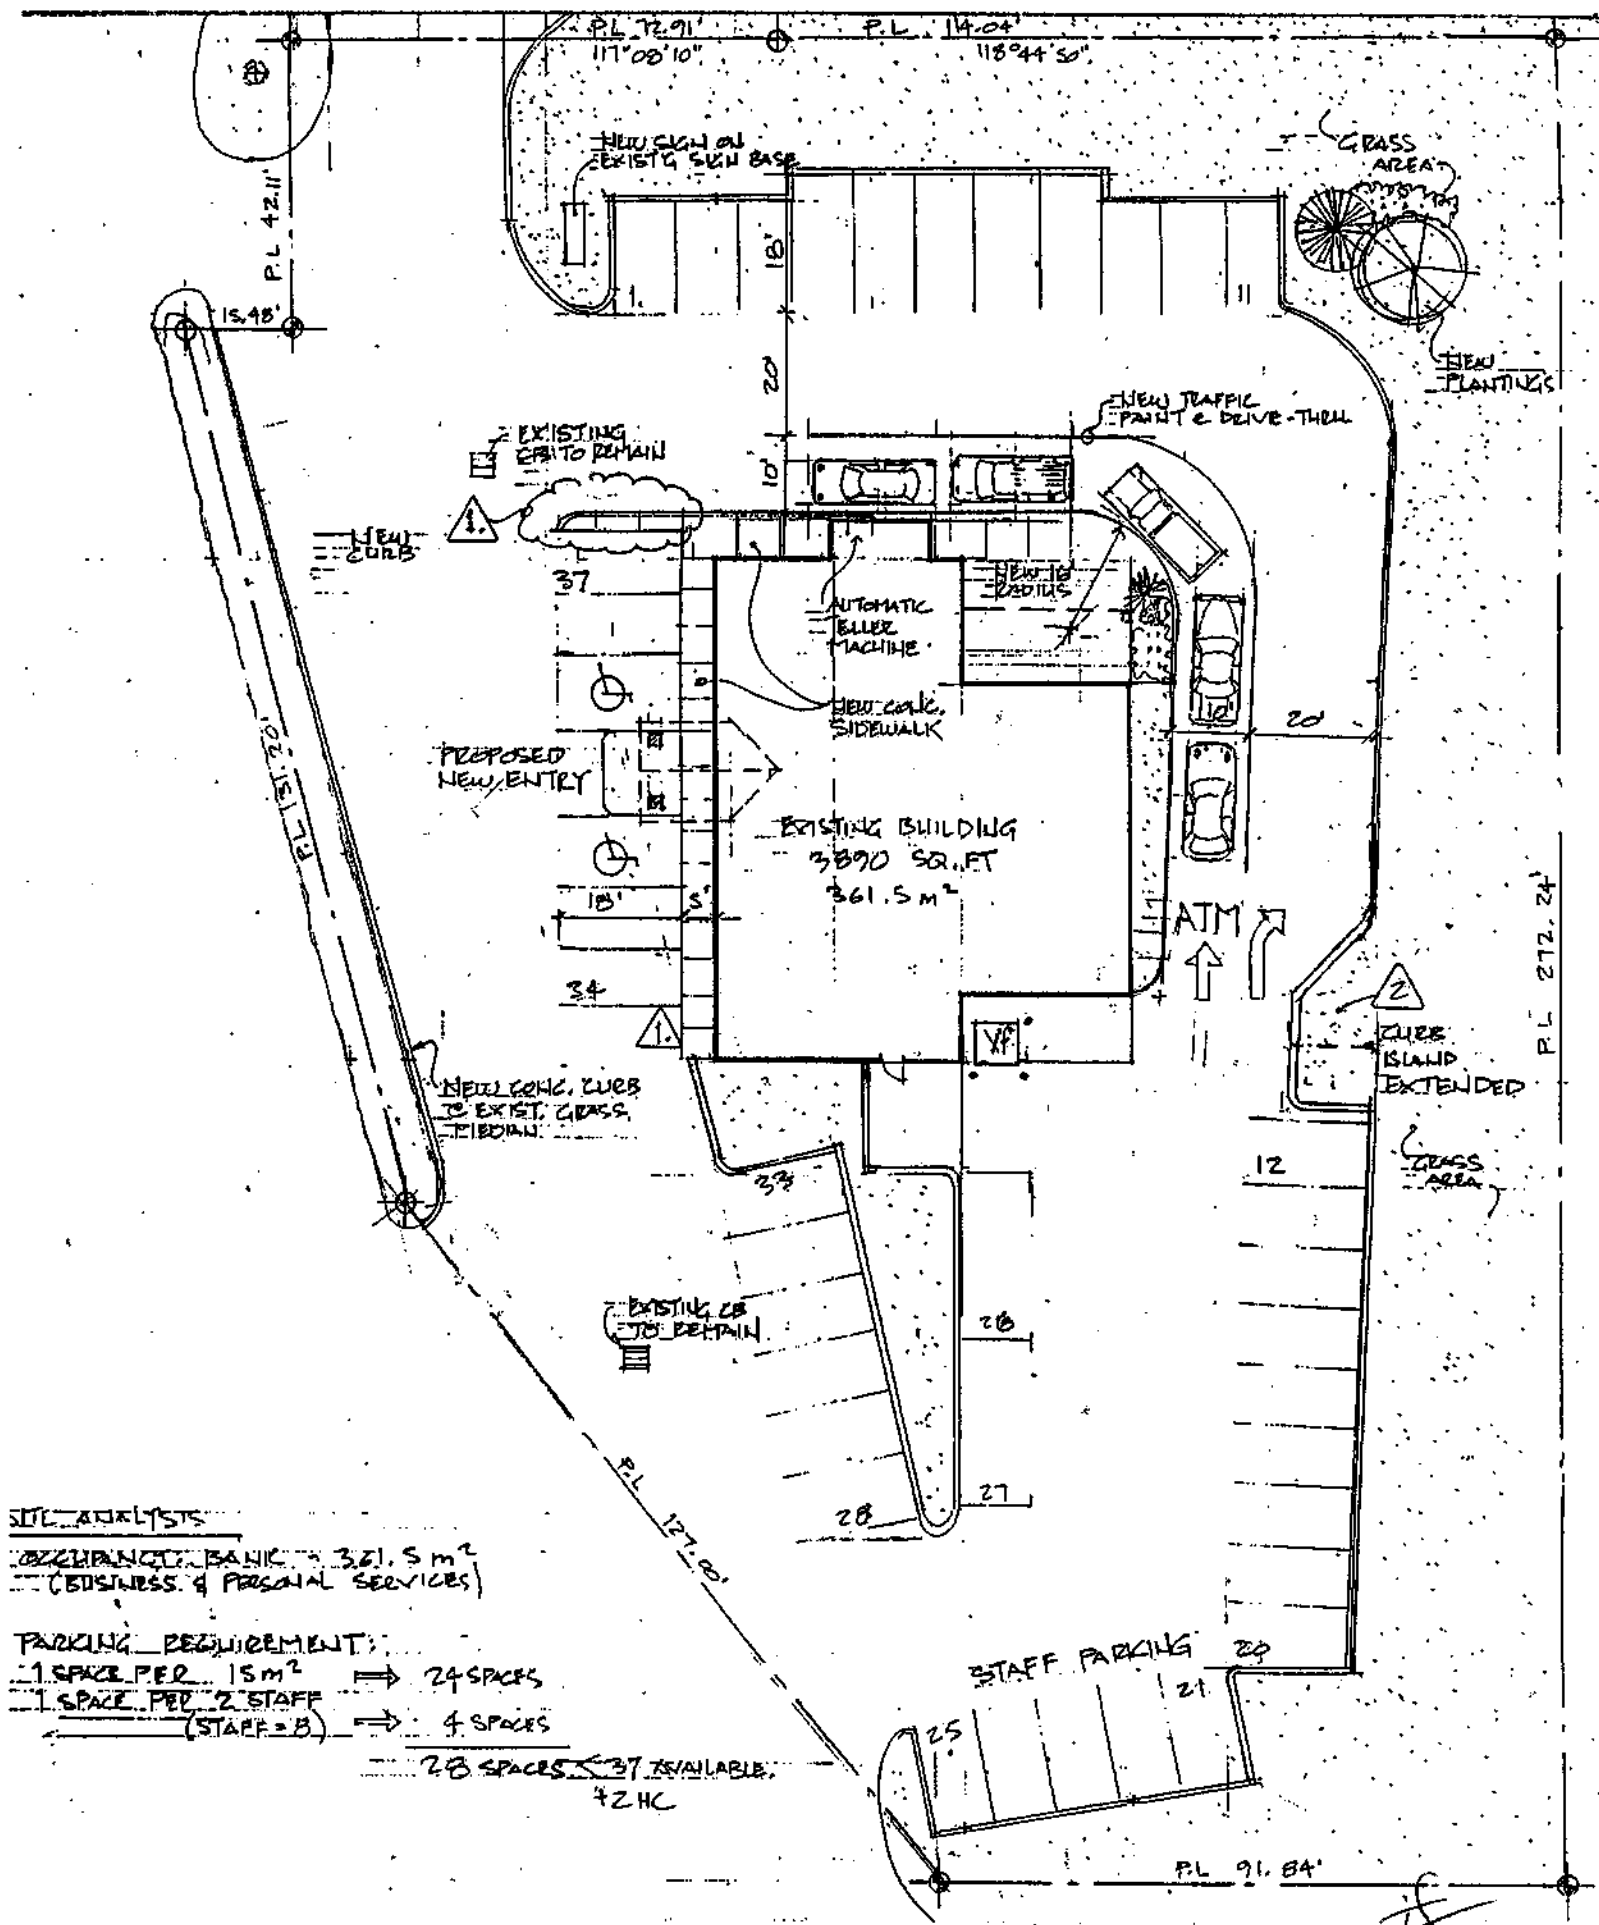 P.L 72.91'
117°08'10"
P.L 114.04'
118°44'50"
NEW SIGN ON
EXIST'G SIGN BASE
GRASS
AREA
P.L 42.11'
15.48'
18'
1
11
20'
10'
NEW
PLANTINGS
NEW TRAFFIC
PAINT @ DRIVE-THRU
EXISTING
CB TO REMAIN
1.
NEW
CURB
37
AUTOMATIC
TELLER
MACHINE
NEW 16'
RADIUS
NEW CONC.
SIDEWALK
10'
20'
P.L 151.20'
PROPOSED
NEW ENTRY
EXISTING BUILDING
3890 SQ.FT
361.5 m²
18'
5'
ATM
P.L 272.24'
34
1.
2
CURB
ISLAND
EXTENDED
NEW CONC. CURB
TO EXIST. GRASS
MEDIAN
33
12
GRASS
AREA
EXISTING CB
TO REMAIN
28
27
28
P.L 127.00'
SITE ANALYSIS
OCCUPANCY: BANK - 361.5 m²
(BUSINESS & PERSONAL SERVICES)
PARKING REQUIREMENT:
1 SPACE PER 15m² ⇒ 24 SPACES
1 SPACE PER 2 STAFF
(STAFF = 8) ⇒ 4 SPACES
28 SPACES < 37 AVAILABLE.
+2 HC
STAFF PARKING
20
21
25
P.L 91.84'